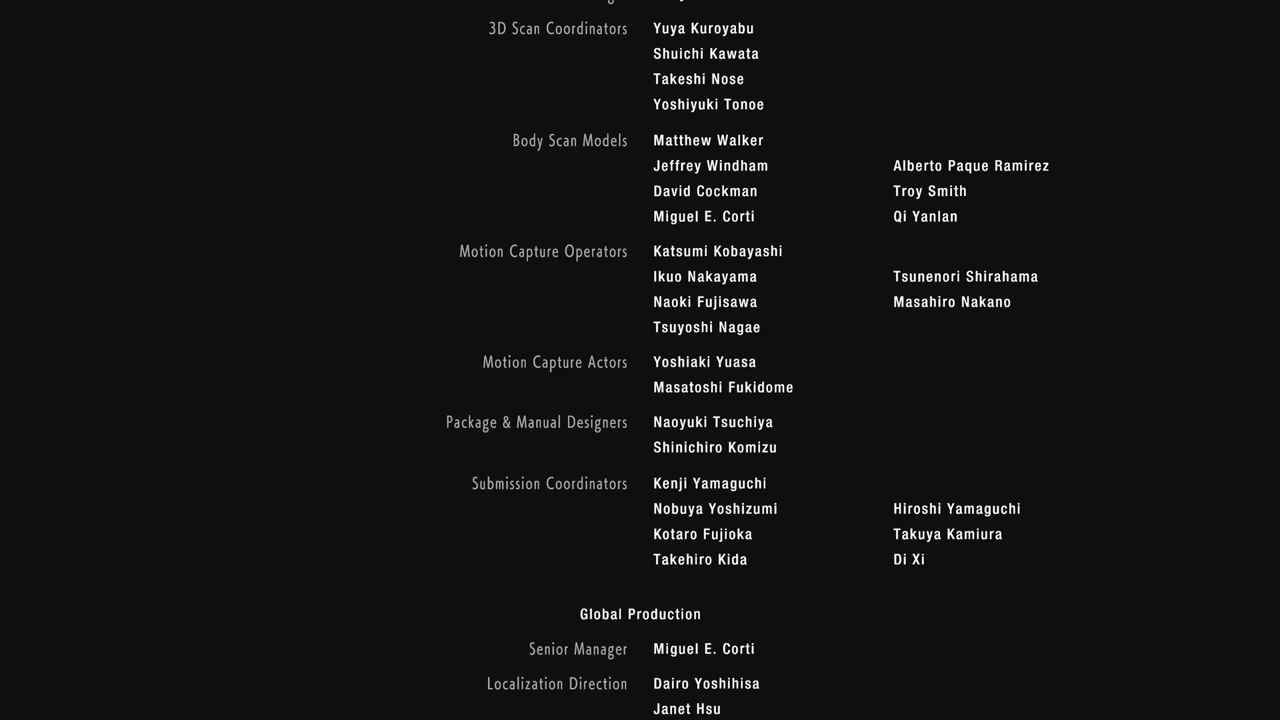 3D Scan Coordinators Yuya Kuroyabu
Shuichi Kawata
Takeshi Nose
Yoshiyuki Tonoe
Body Scan Models Matthew Walker
Jeffrey Windham Alberto Paque Ramirez
David Cockman Troy Smith
Miguel E. Corti Qi Yanlan
Motion Capture Operators Katsumi Kobayashi
Ikuo Nakayama Tsunenori Shirahama
Naoki Fujisawa Masahiro Nakano
Tsuyoshi Nagae
Motion Capture Actors Yoshiaki Yuasa
Masatoshi Fukidome
Package & Manual Designers Naoyuki Tsuchiya
Shinichiro Komizu
Submission Coordinators Kenji Yamaguchi
Nobuya Yoshizumi Hiroshi Yamaguchi
Kotaro Fujioka Takuya Kamiura
Takehiro Kida Di Xi
Global Production
Senior Manager Miguel E. Corti
Localization Direction Dairo Yoshihisa
Janet Hsu